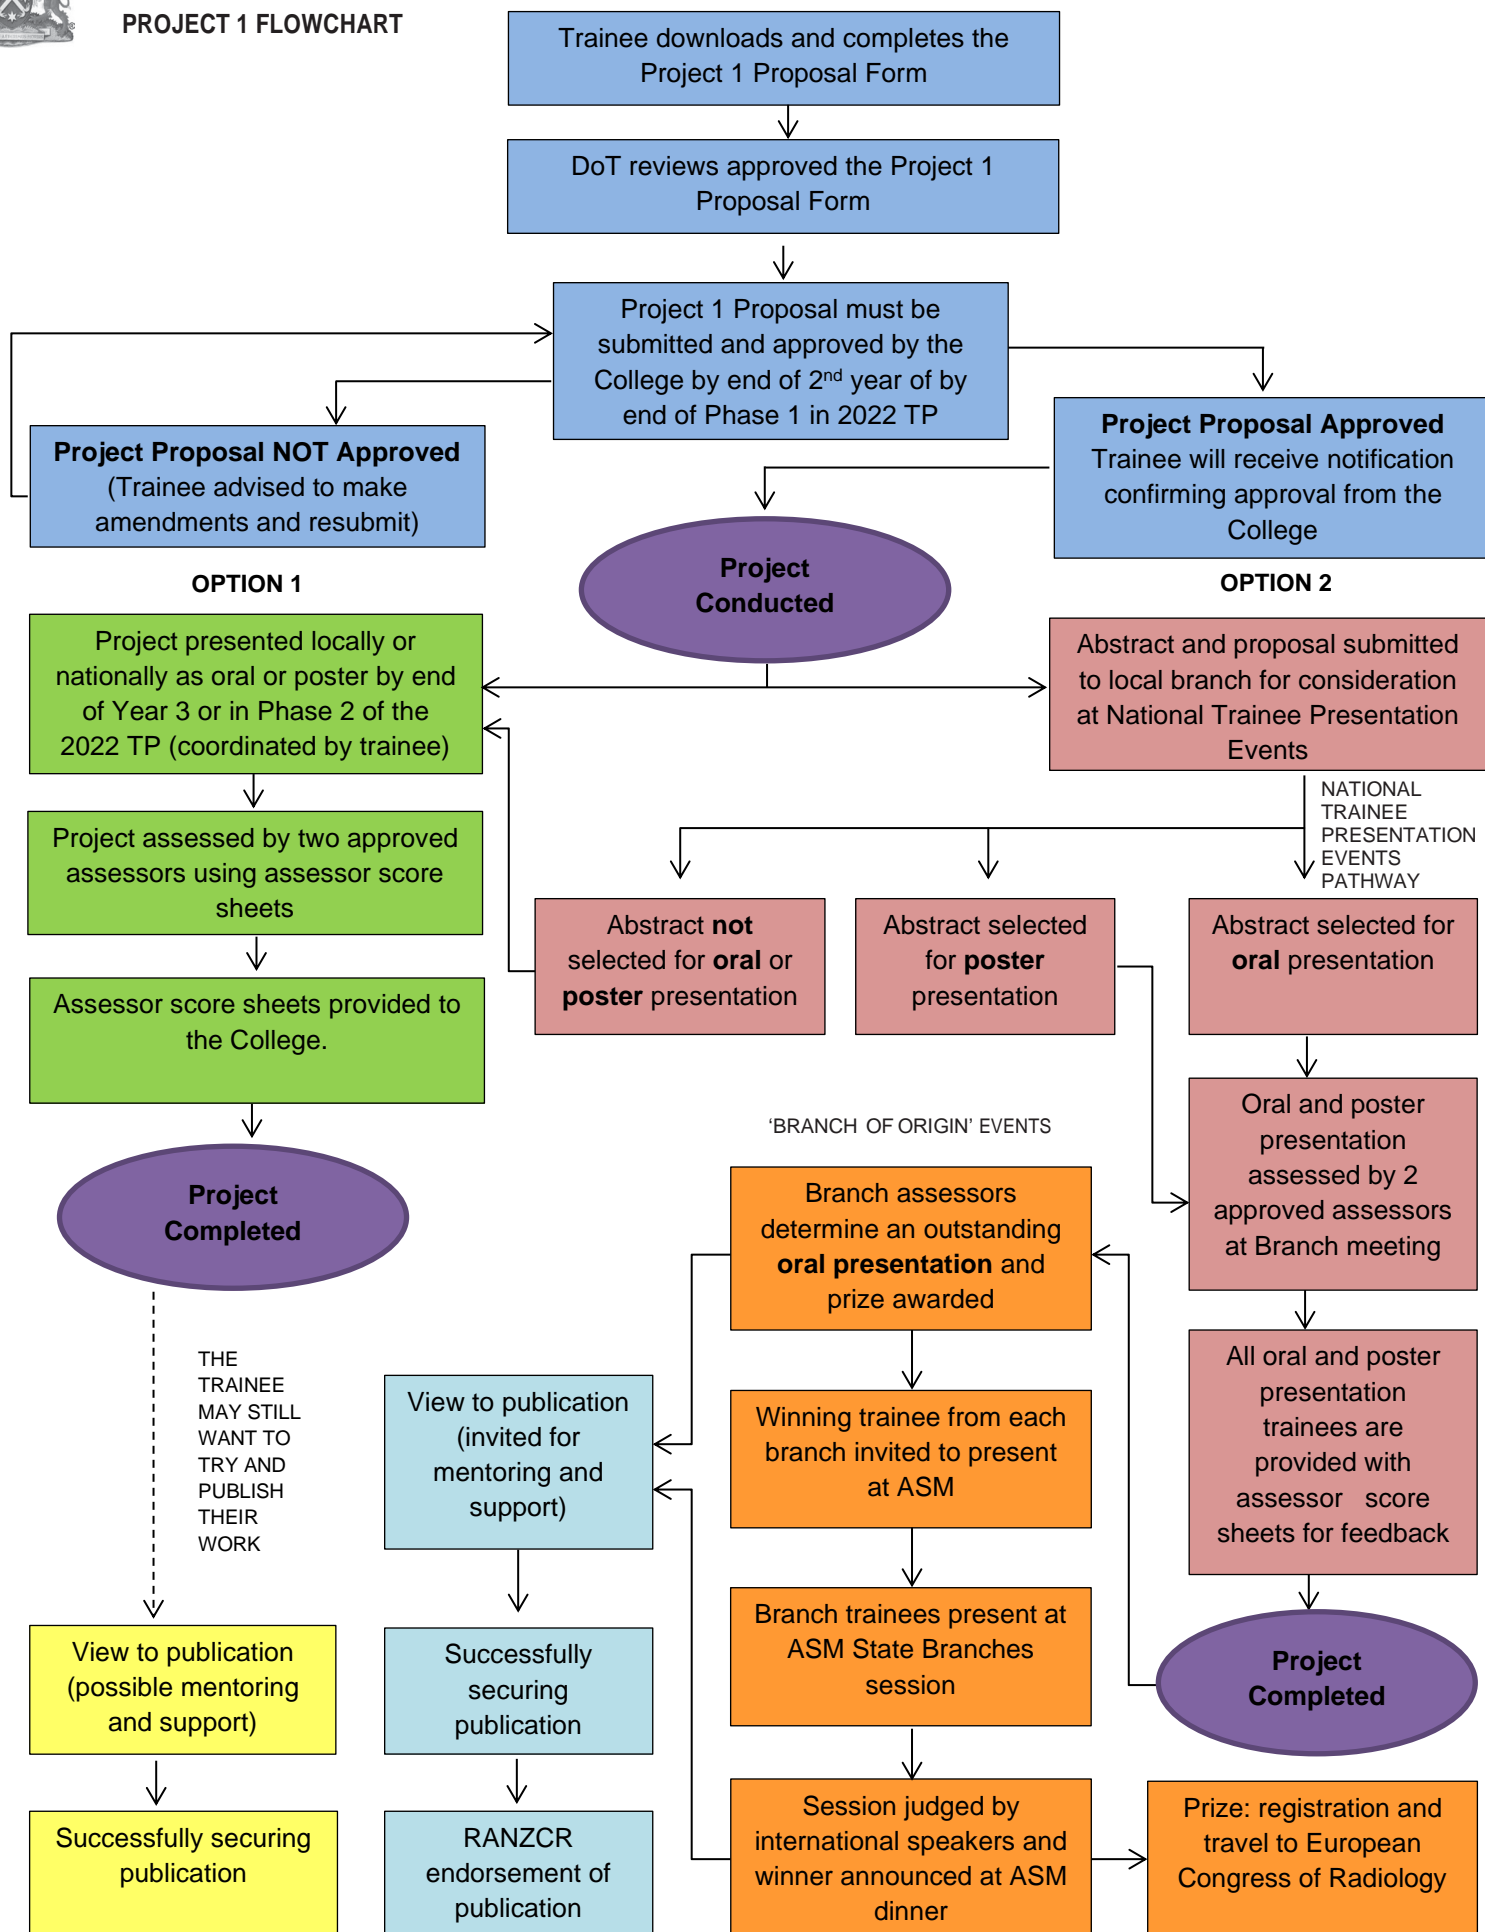 PROJECT 1 FLOWCHART
Trainee downloads and completes the
Project 1 Proposal Form
DoT reviews approved the Project 1
Proposal Form
Project 1 Proposal must be
submitted and approved by the
College by end of 2nd year of by
end of Phase 1 in 2022 TP
Project Proposal NOT Approved
(Trainee advised to make
amendments and resubmit)
Project Proposal Approved
Trainee will receive notification
confirming approval from the
College
Project
Conducted
OPTION 1
OPTION 2
Project presented locally or
nationally as oral or poster by end
of Year 3 or in Phase 2 of the
2022 TP (coordinated by trainee)
Abstract and proposal submitted
to local branch for consideration
at National Trainee Presentation
Events
NATIONAL
TRAINEE
PRESENTATION
EVENTS
PATHWAY
Project assessed by two approved
assessors using assessor score
sheets
Abstract not
selected for oral or
poster presentation
Abstract selected
for poster
presentation
Abstract selected for
oral presentation
Assessor score sheets provided to
the College.
Oral and poster
presentation
assessed by 2
approved assessors
at Branch meeting
'BRANCH OF ORIGIN' EVENTS
Project
Completed
Branch assessors
determine an outstanding
oral presentation and
prize awarded
All oral and poster
presentation
trainees are
provided with
assessor score
sheets for feedback
THE
TRAINEE
MAY STILL
WANT TO
TRY AND
PUBLISH
THEIR
WORK
View to publication
(invited for
mentoring and
support)
Winning trainee from each
branch invited to present
at ASM
Branch trainees present at
ASM State Branches
session
Project
Completed
View to publication
(possible mentoring
and support)
Successfully
securing
publication
Session judged by
international speakers and
winner announced at ASM
dinner
Prize: registration and
travel to European
Congress of Radiology
Successfully securing
publication
RANZCR
endorsement of
publication